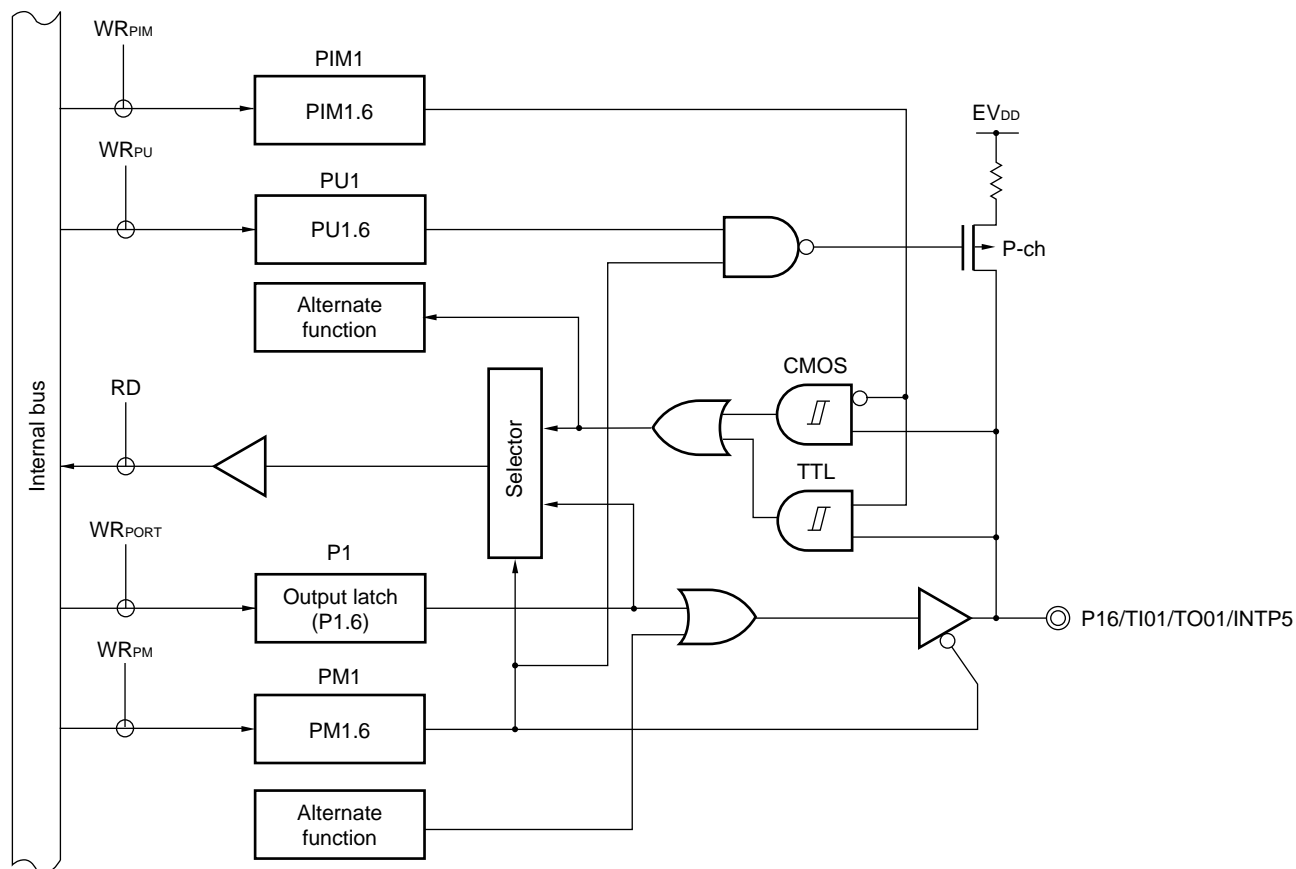 WRPIM
PIM1
PIM1.6
EVDD
WRPU
PU1
PU1.6
P-ch
Alternate
function
CMOS
RD
Internal bus
Selector
TTL
WRPORT
P1
Output latch
(P1.6)
P16/TI01/TO01/INTP5
WRPM
PM1
PM1.6
Alternate
function